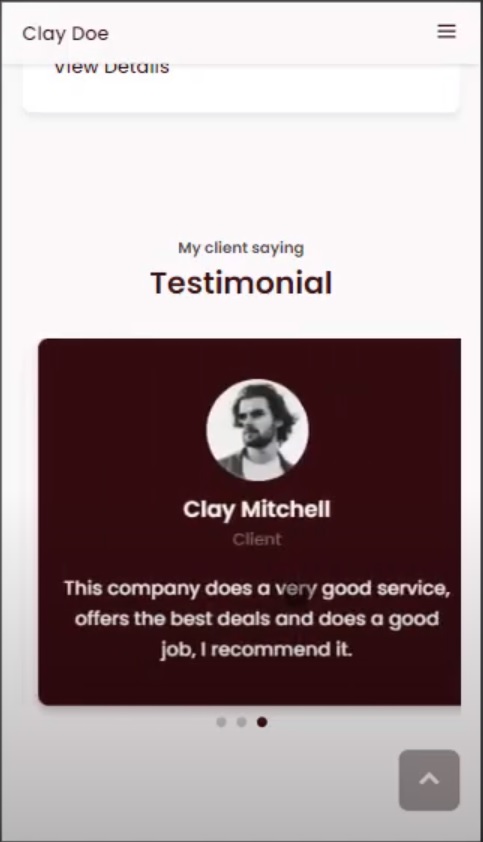 Clay Doe
View Details
My client saying
Testimonial
Clay Mitchell
Client
This company does a very good service,
offers the best deals and does a good
job, I recommend it.